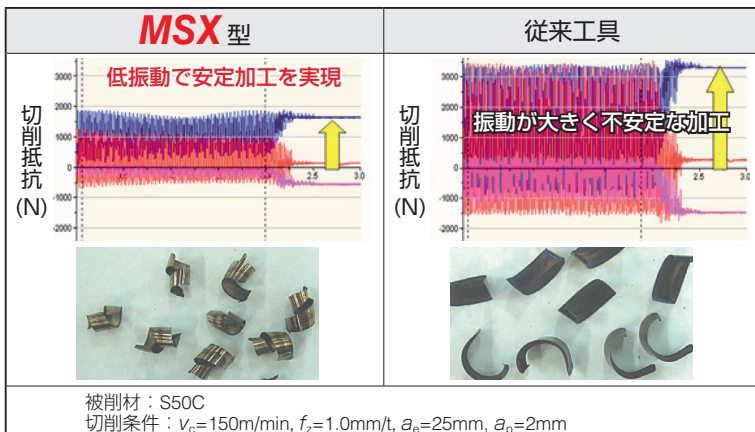 MSX 型
従来工具
切削抵抗
(N)
低振動で安定加工を実現
3000
2000
1000
0
-1000
-2000
2.5
3.0
切削抵抗
(N)
振動が大きく不安定な加工
3000
2000
1000
0
-1000
-2000
2.5
3.0
被削材:S50C
切削条件:vc=150m/min, fz=1.0mm/t, ae=25mm, ap=2mm